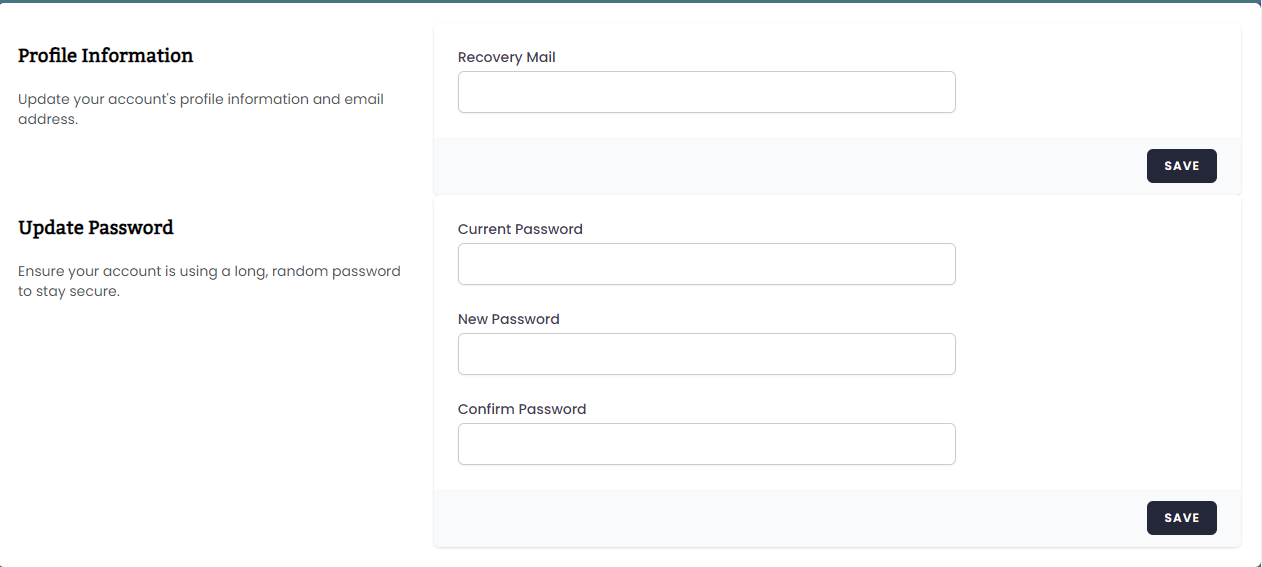 Profile Information
Update your account's profile information and email
address.
Recovery Mail
SAVE
Update Password
Ensure your account is using a long, random password
to stay secure.
Current Password
New Password
Confirm Password
SAVE